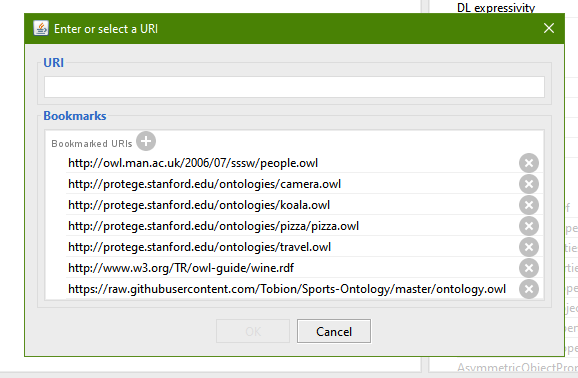 DL expressivity
Enter or select a URI
URI
Bookmarks
Bookmarked URIs
http://owl.man.ac.uk/2006/07/sssw/people.owl
http://protege.stanford.edu/ontologies/camera.owl
http://protege.stanford.edu/ontologies/koala.owl
http://protege.stanford.edu/ontologies/pizza/pizza.owl
http://protege.stanford.edu/ontologies/travel.owl
http://www.w3.org/TR/owl-guide/wine.rdf
https://raw.githubusercontent.com/Tobion/Sports-Ontology/master/ontology.owl
OK
Cancel